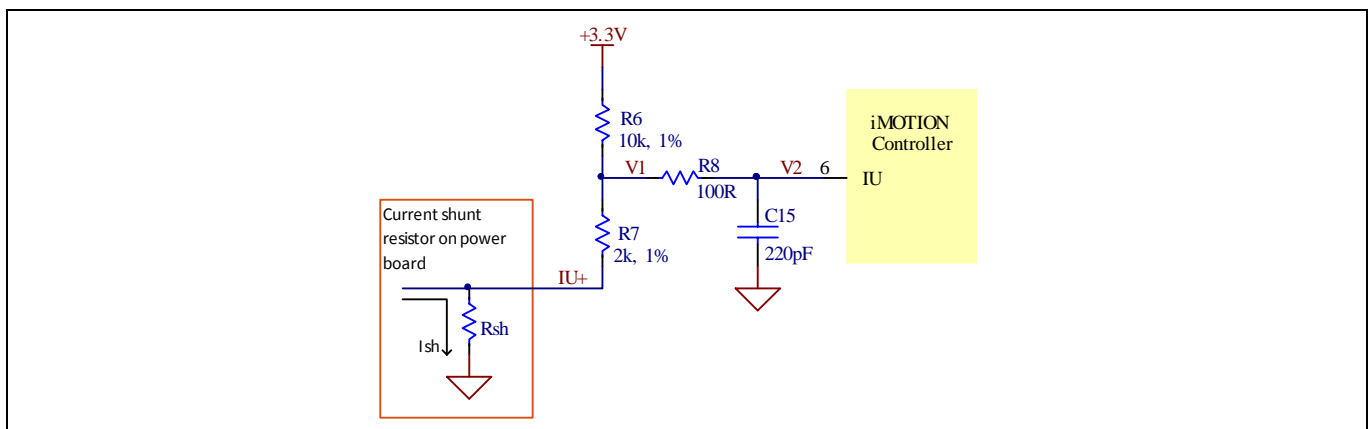 +3.3V
R6
10k, 1%
iMOTION
Controller
V1
R8
100R
V2
6
IU
C15
220pF
R7
2k, 1%
Current shunt
resistor on power
board
IU+
Rsh
Ish